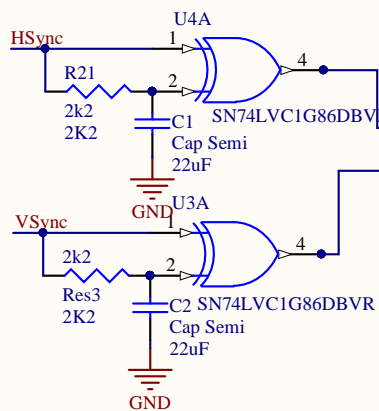 U4A
HSync
1
4
R21
2
SN74LVC1G86DBV
2k2
2K2
C1
Cap Semi
22uF
GND
U3A
VSync
1
4
2k2
2
Res3
2K2
C2
SN74LVC1G86DBVR
Cap Semi
22uF
GND